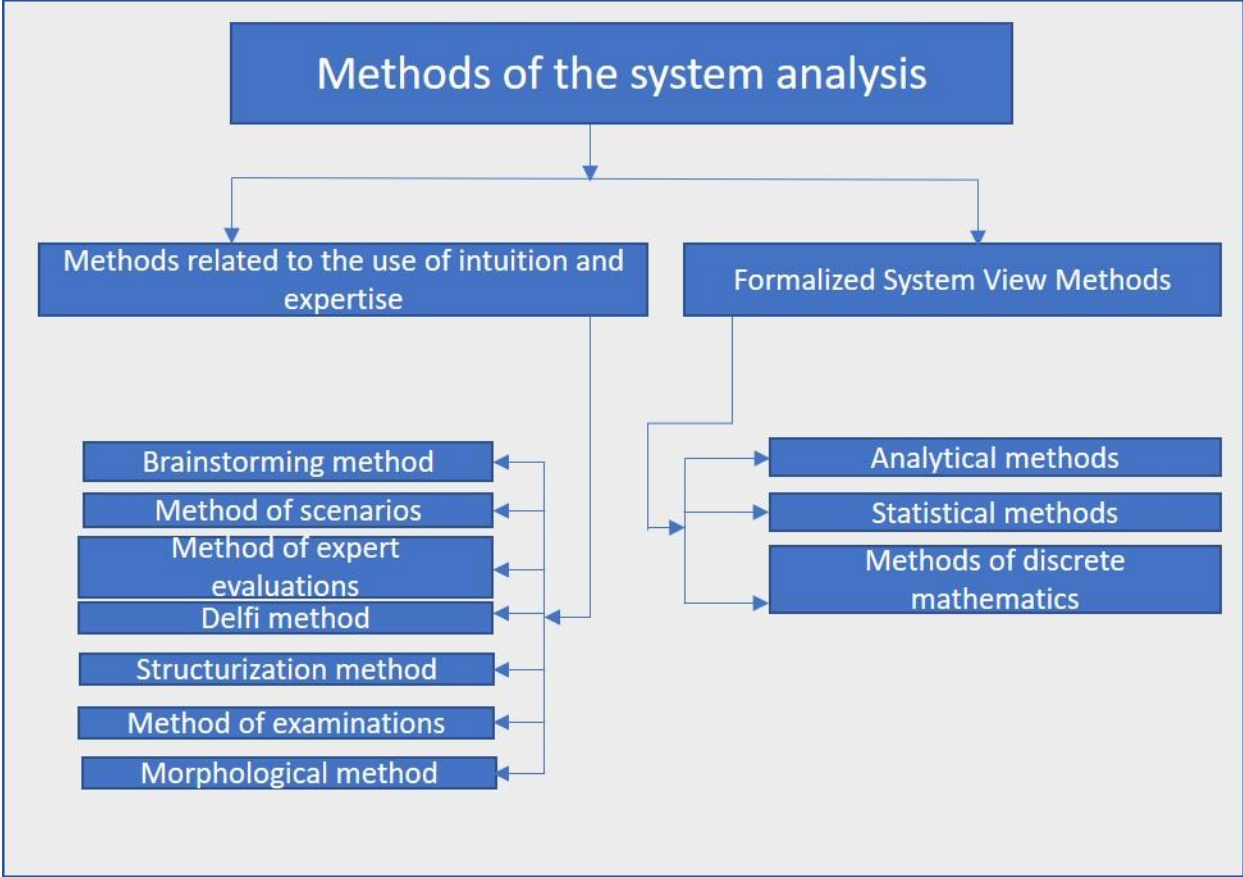 Methods of the system analysis
Methods related to the use of intuition and
expertise
Formalized System View Methods
Brainstorming method
Method of scenarios
Method of expert
evaluations
Delfi method
Structurization method
Method of examinations
Morphological method
Analytical methods
Statistical methods
Methods of discrete
mathematics